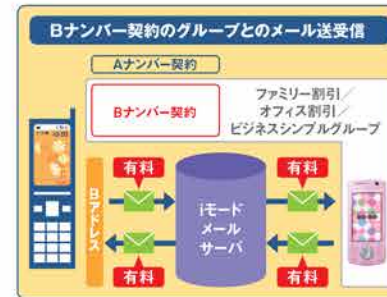 Bナンバー契約のグループとのメール送受信
Aナンバー契約
Bナンバー契約
ファミリー割引／
オフィス割引／
ビジネスシンプルグループ
Bアドレス
有料
有料
iモード
メール
サーバ
有料
有料